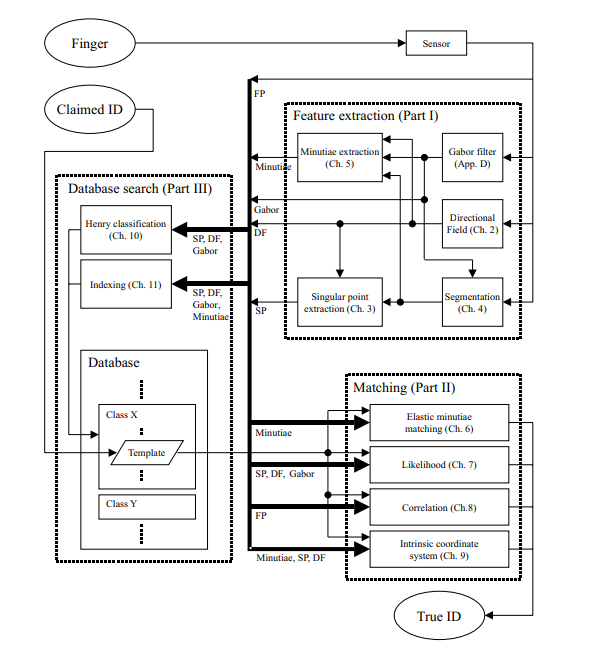 Finger
Sensor
FP
Claimed ID
Feature extraction (Part I)
Minutiae extraction
(Ch. 5)
Gabor filter
(App. D)
Minutiae
Database search (Part III)
Gabor
Henry classification
(Ch. 10)
Directional
Field (Ch. 2)
DF
SP, DF,
Gabor
Indexing (Ch. 11)
SP, DF,
Gabor,
Minutiae
SP
Singular point
extraction (Ch. 3)
Segmentation
(Ch. 4)
Database
Class X
Template
Class Y
Matching (Part II)
Minutiae
Elastic minutiae
matching (Ch. 6)
SP, DF, Gabor
Likelihood (Ch. 7)
FP
Correlation (Ch.8)
Minutiae, SP, DF
Intrinsic coordinate
system (Ch. 9)
True ID